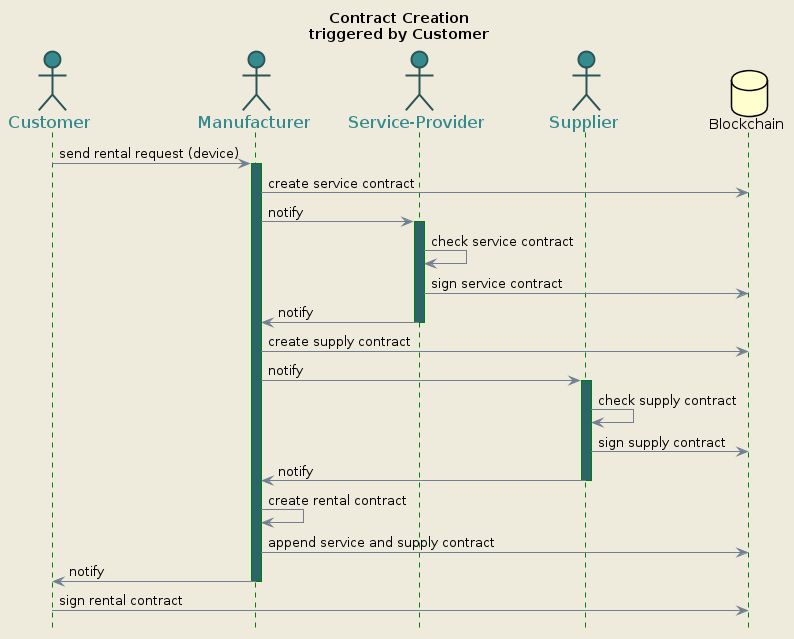 Contract Creation
triggered by Customer
Customer
Manufacturer
Service-Provider
Supplier
Blockchain
send rental request (device)
create service contract
notify
check service contract
sign service contract
notify
create supply contract
notify
check supply contract
sign supply contract
notify
create rental contract
append service and supply contract
notify
sign rental contract